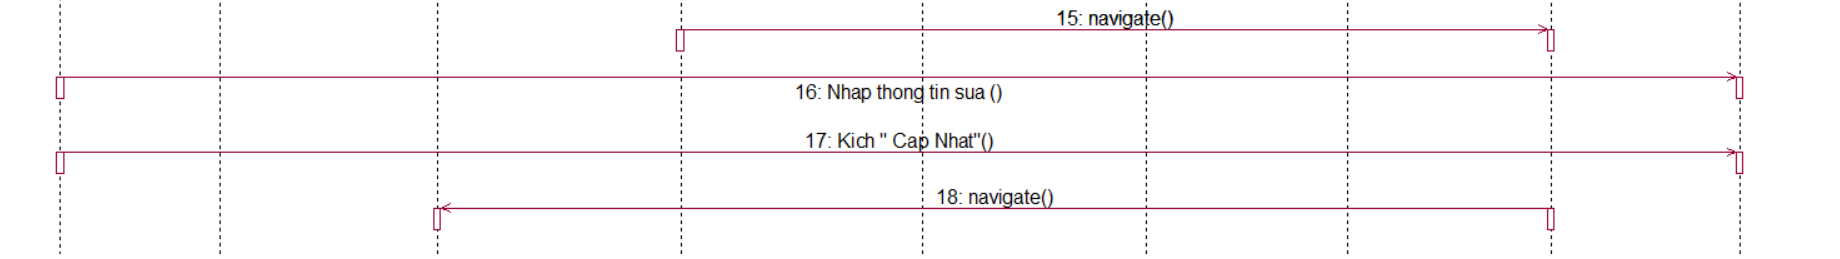 15: navigate()
16: Nhap thong tin sua ()
17: Kich " Cap Nhat"()
18: navigate()